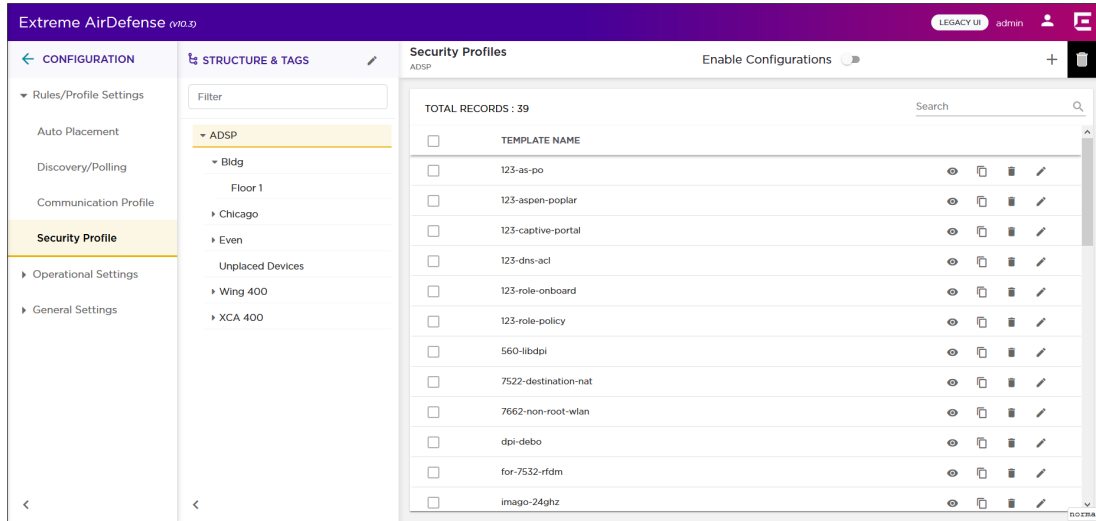 Extreme AirDefense (v10.3)
LEGACY UI
admin
CONFIGURATION
Rules/Profile Settings
Auto Placement
Discovery/Polling
Communication Profile
Security Profile
Operational Settings
General Settings
STRUCTURE & TAGS
Filter
ADSP
Bldg
Floor 1
Chicago
Even
Unplaced Devices
Wing 400
XCA 400
Security Profiles
ADSP
Enable Configurations
TOTAL RECORDS : 39
Search
TEMPLATE NAME
123-as-po
123-aspen-poplar
123-captive-portal
123-dns-acl
123-role-onboard
123-role-policy
560-libdpi
7522-destination-nat
7662-non-root-wlan
dpi-debo
for-7532-rfdm
imago-24ghz
norma